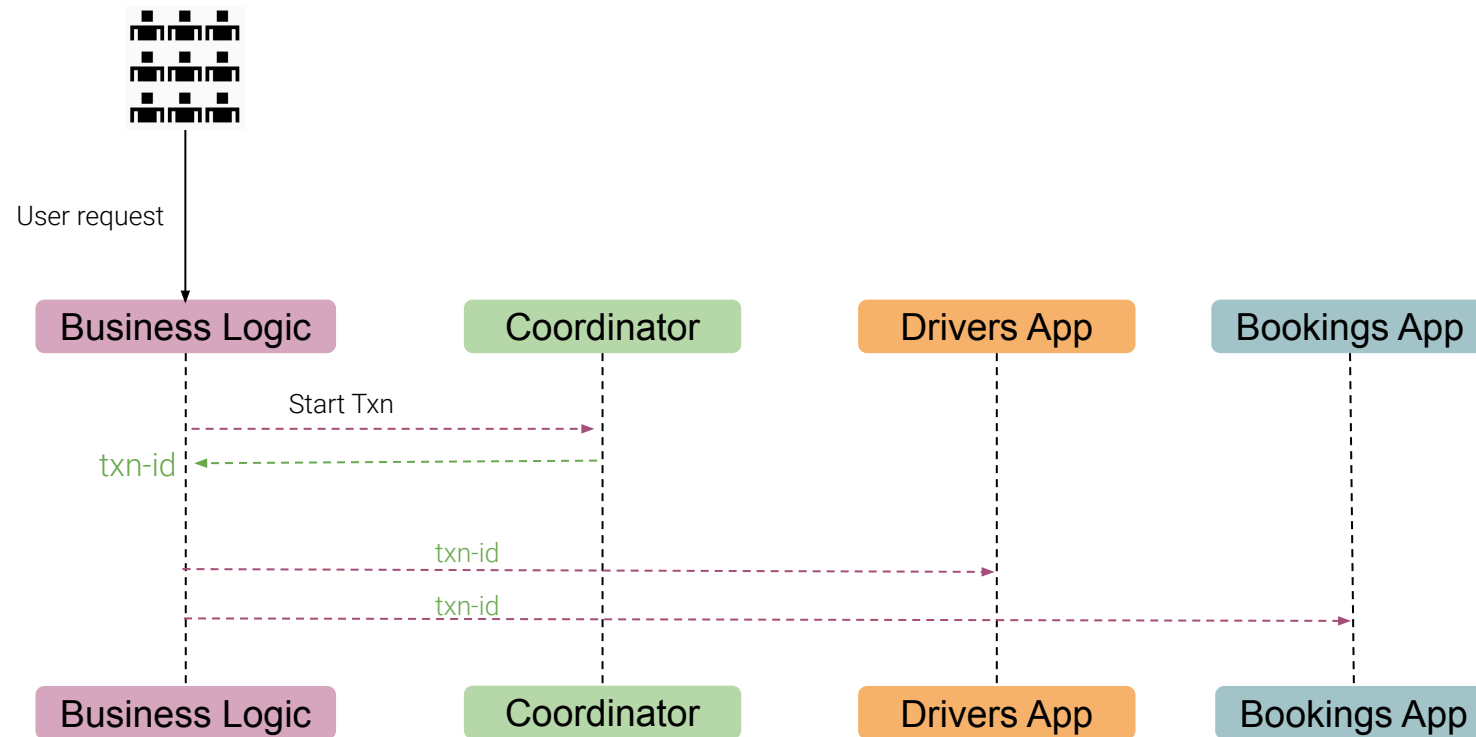 User request
Business Logic
Coordinator
Drivers App
Bookings App
Start Txn
txn-id
txn-id
txn-id
Business Logic
Coordinator
Drivers App
Bookings App